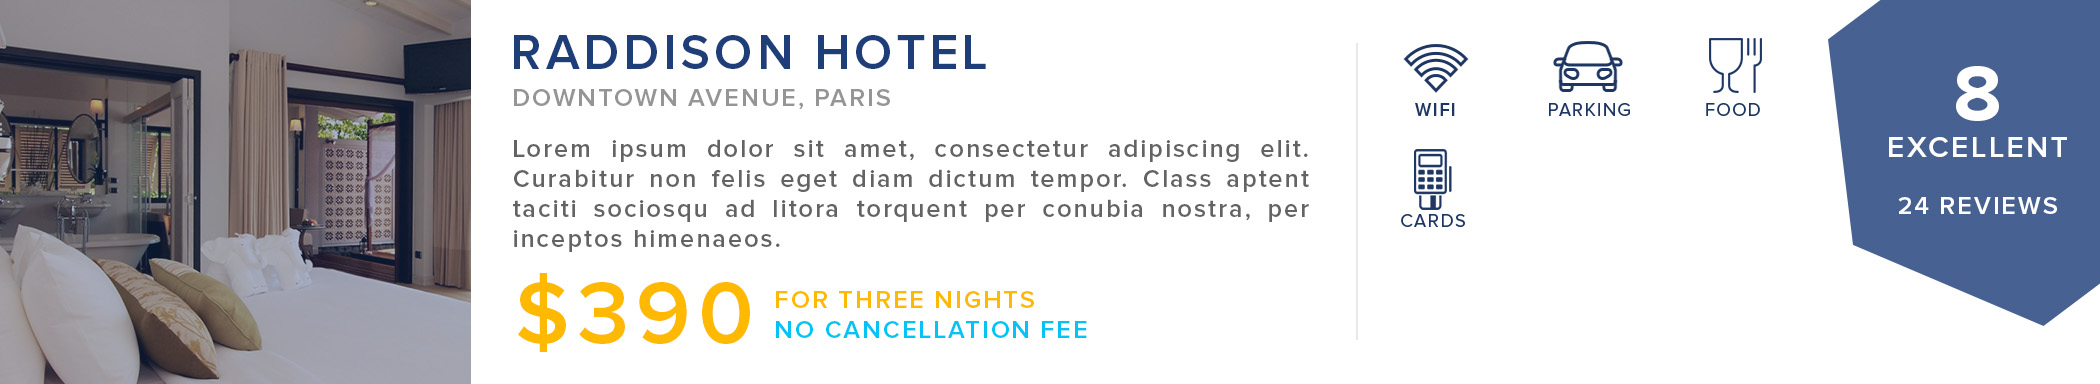 RADDISON HOTEL
DOWNTOWN AVENUE, PARIS
Lorem ipsum dolor sit amet, consectetur adipiscing elit.
Curabitur non felis eget diam dictum tempor. Class aptent
taciti sociosqu ad litora torquent per conubia nostra, per
inceptos himenaeos.
$390
FOR THREE NIGHTS
NO CANCELLATION FEE
WIFI
PARKING
FOOD
CARDS
8
EXCELLENT
24 REVIEWS